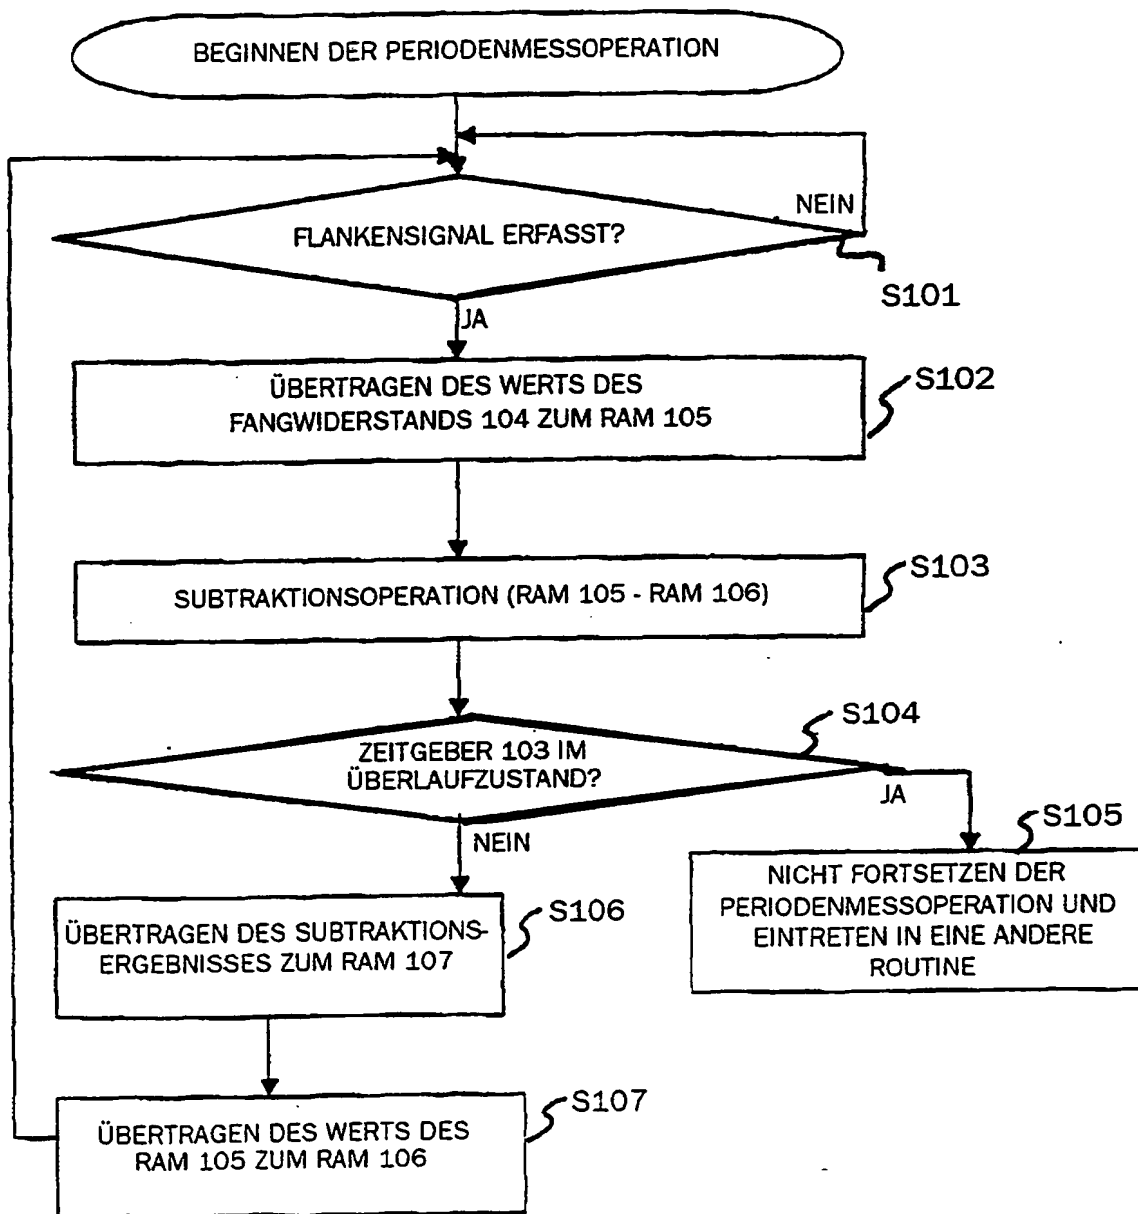 BEGINNEN DER PERIODENMESSOPERATION
NEIN
FLANKENSIGNAL ERFASST?
S101
JA
S102
ÜBERTRAGEN DES WERTS DES
FANGWIDERSTANDS 104 ZUM RAM 105
S103
SUBTRAKTIONSOPERATION (RAM 105 - RAM 106)
S104
ZEITGEBER 103 IM
ÜBERLAUFZUSTAND?
JA
NEIN
S105
NICHT FORTSETZEN DER
PERIODENMESSOPERATION UND
EINTRETEN IN EINE ANDERE
ROUTINE
S106
ÜBERTRAGEN DES SUBTRAKTIONS-
ERGEBNISSES ZUM RAM 107
S107
ÜBERTRAGEN DES WERTS DES
RAM 105 ZUM RAM 106